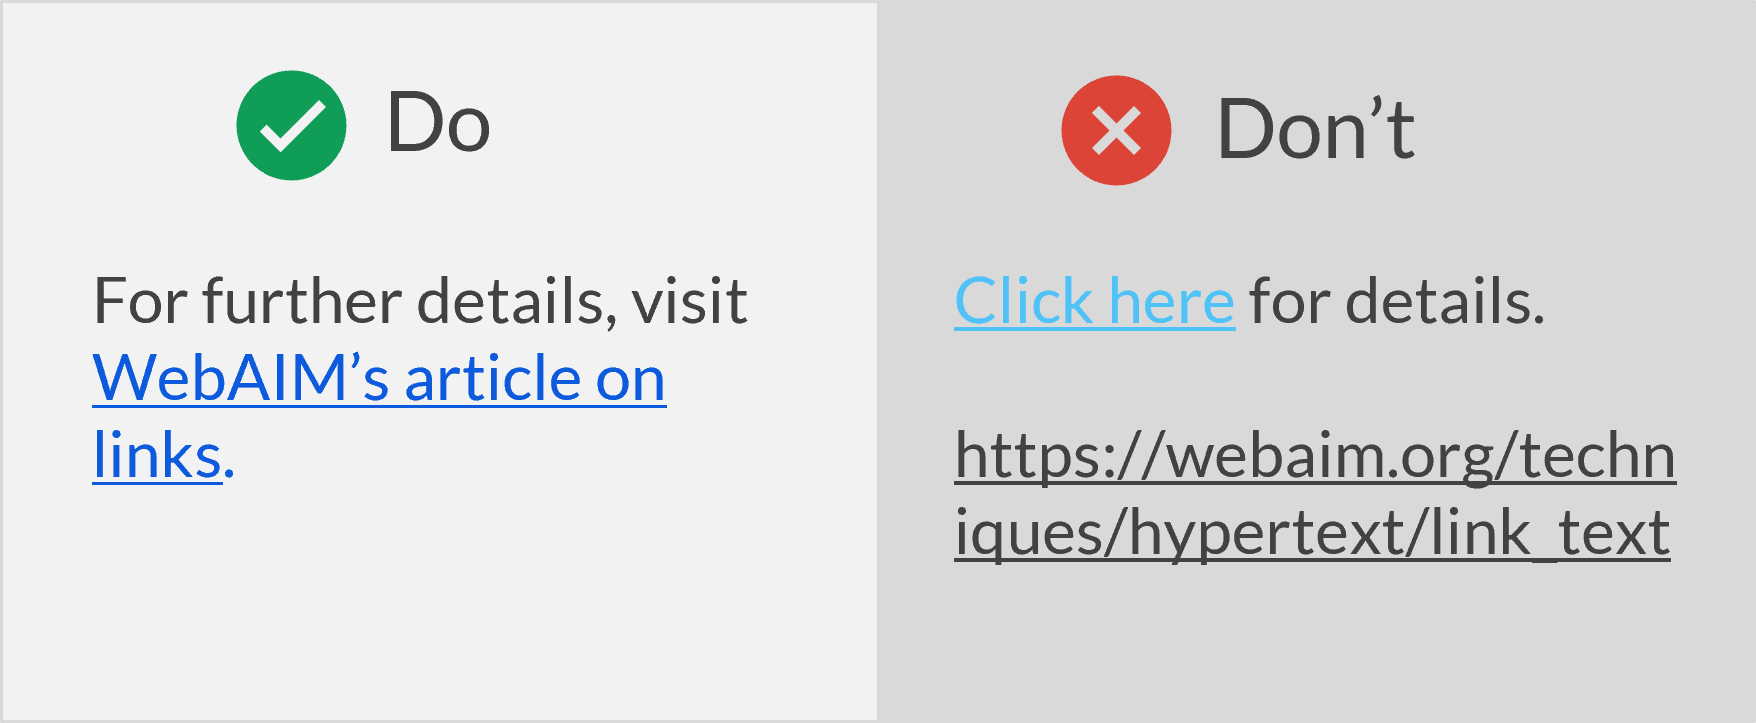 Do
For further details, visit
WebAIM’s article on
links.
Don’t
Click here for details.
https://webaim.org/techn
iques/hypertext/link_text